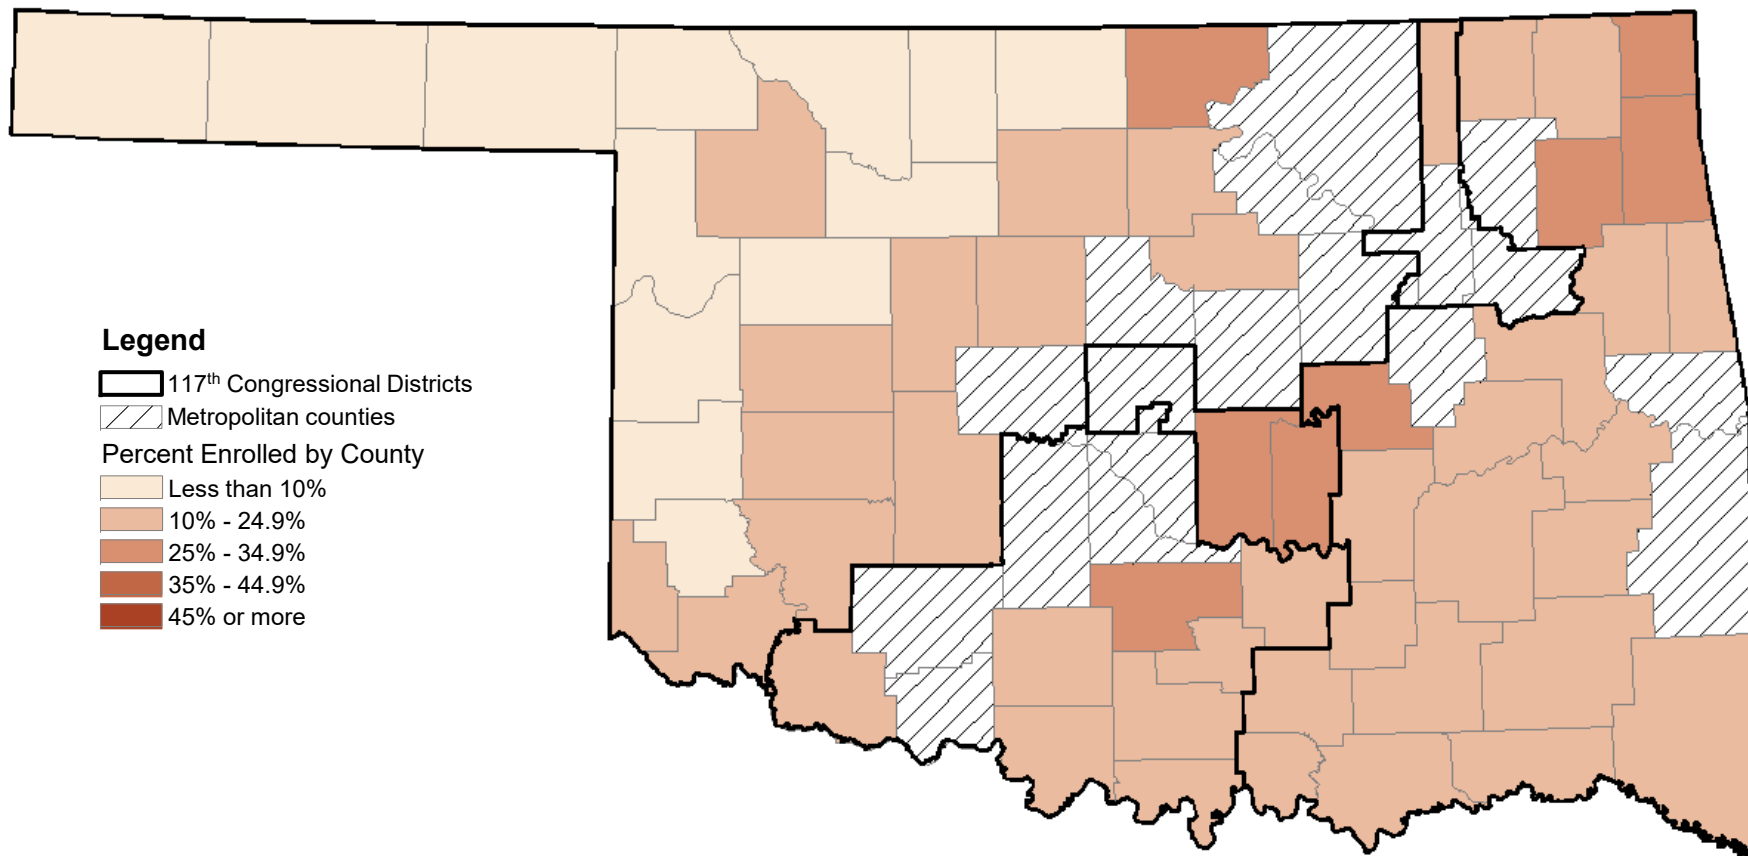 Legend
117th Congressional Districts
Metropolitan counties
Percent Enrolled by County
Less than 10%
10% - 24.9%
25% - 34.9%
35% - 44.9%
45% or more